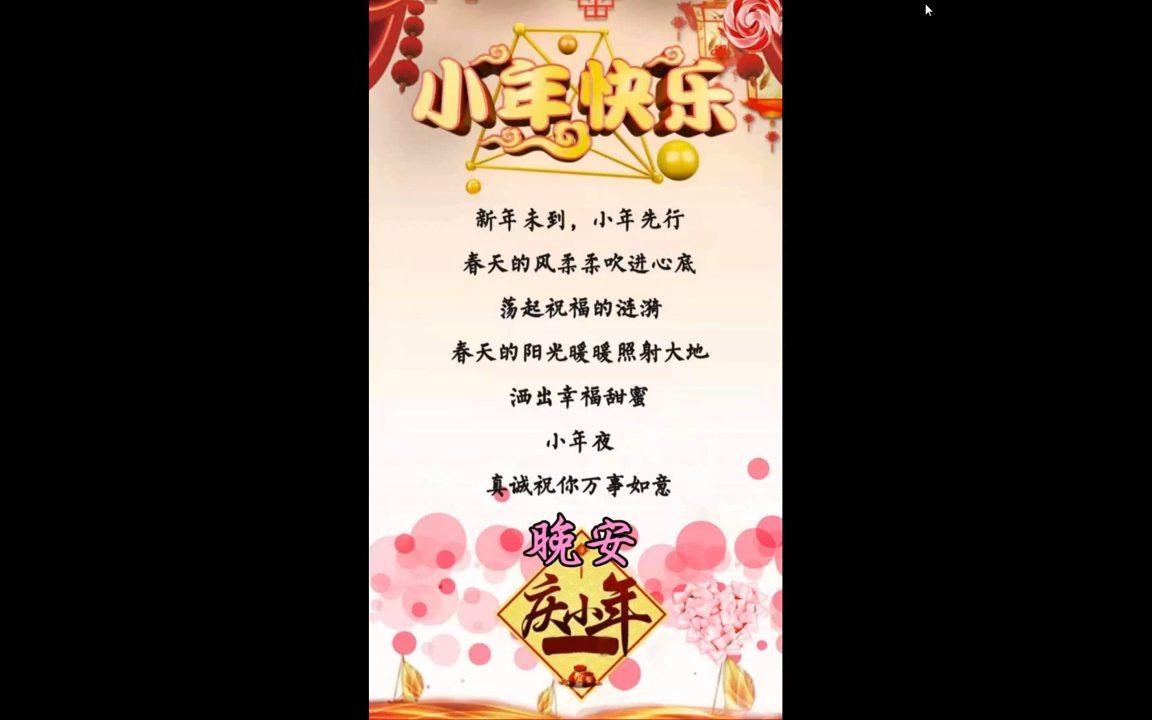 小年快乐
新年未到，小年先行
春天的风柔柔吹进心底
荡起祝福的涟漪
春天的阳光暖暖照射大地
洒出幸福甜蜜
小年夜
真诚祝你万事如意
晚安
庆小年